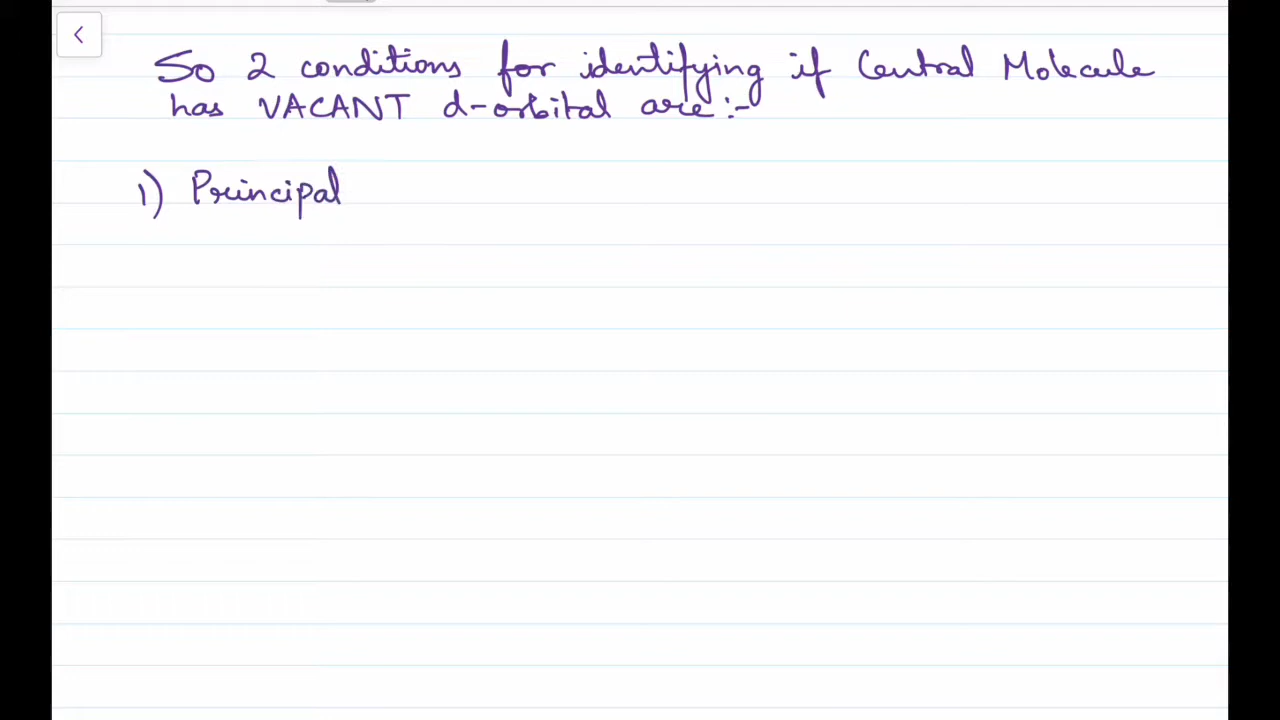 So 2 conditions for identifying if Central Molecule
has VACANT d-orbital are:-
1) Principal